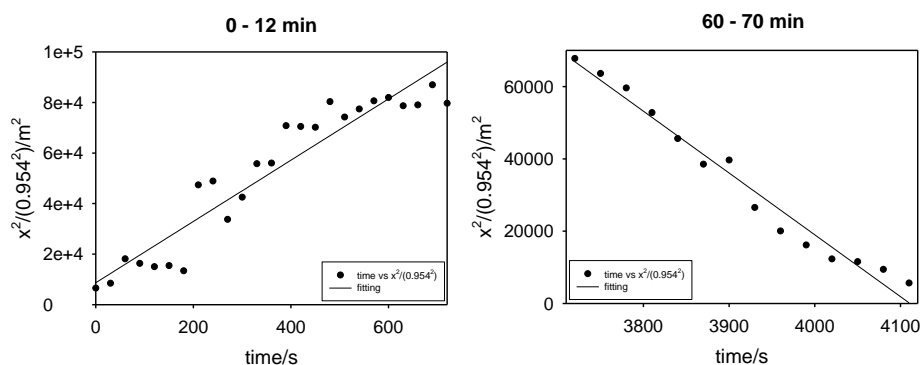 0 - 12 min
x²/(0.954²)/m²
1e+5
8e+4
6e+4
4e+4
2e+4
0
0 200 400 600
time/s
time vs x²/(0.954²)
fitting
60 - 70 min
x²/(0.954²)/m²
60000
40000
20000
0
3800 3900 4000 4100
time/s
time vs x²/(0.954²)
fitting